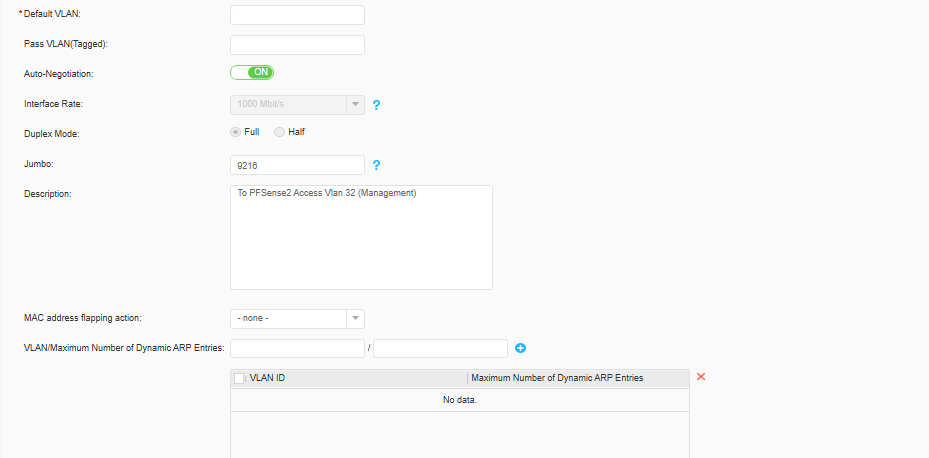 *Default VLAN:
Pass VLAN(Tagged):
Auto-Negotiation: ON
Interface Rate: 1000 Mbit/s ?
Duplex Mode: Full Half
Jumbo: 9216 ?
Description: To PFSense2 Access Vlan 32 (Management)
MAC address flapping action: - none -
VLAN/Maximum Number of Dynamic ARP Entries: /
VLAN ID Maximum Number of Dynamic ARP Entries
No data.